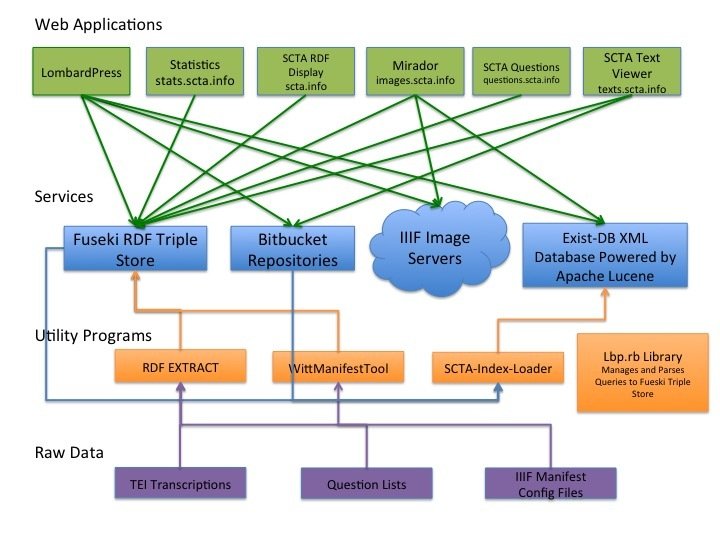 Web Applications
LombardPress
Statistics
stats.scta.info
SCTA RDF
Display
scta.info
Mirador
images.scta.info
SCTA Questions
questions.scta.info
SCTA Text
Viewer
texts.scta.info
Services
Fuseki RDF Triple
Store
Bitbucket
Repositories
IIIF Image
Servers
Exist-DB XML
Database Powered by
Apache Lucene
Utility Programs
RDF EXTRACT
WittManifestTool
SCTA-Index-Loader
Lbp.rb Library
Manages and Parses
Queries to Fueski Triple
Store
Raw Data
TEI Transcriptions
Question Lists
IIIF Manifest
Config Files